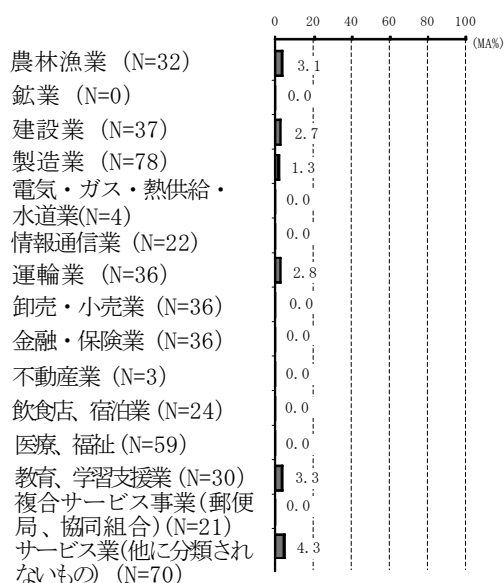 0 20 40 60 80 100
(MA%)
農林漁業 (N=32) 3.1
鉱業 (N=0) 0.0
建設業 (N=37) 2.7
製造業 (N=78) 1.3
電気・ガス・熱供給・
水道業(N=4) 0.0
情報通信業 (N=22) 0.0
運輸業 (N=36) 2.8
卸売・小売業 (N=36) 0.0
金融・保険業 (N=36) 0.0
不動産業 (N=3) 0.0
飲食店、宿泊業 (N=24) 0.0
医療、福祉 (N=59) 0.0
教育、学習支援業 (N=30) 3.3
複合サービス事業(郵便 0.0
局、協同組合) (N=21)
サービス業(他に分類され 4.3
ないもの) (N=70)